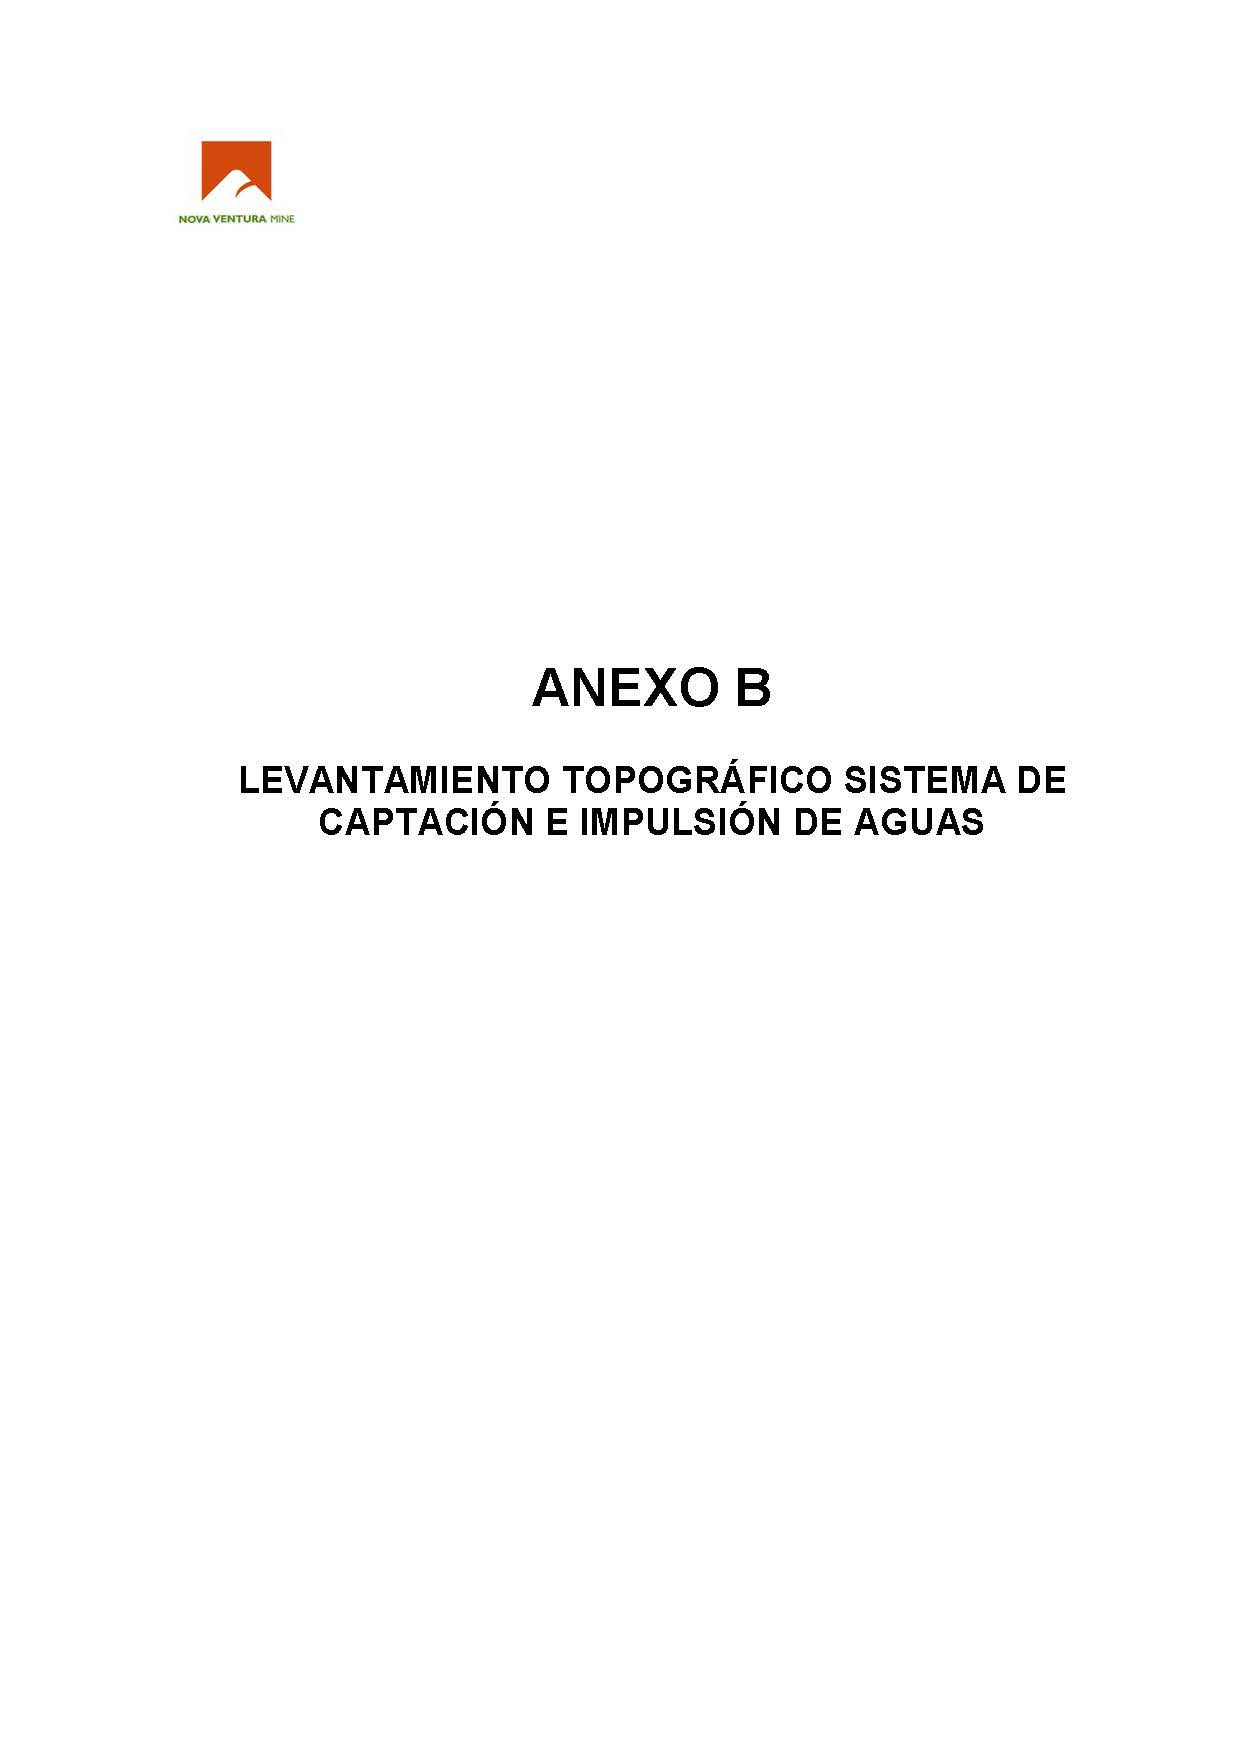 NOVA VENTURA MINE
ANEXO B
LEVANTAMIENTO TOPOGRÁFICO SISTEMA DE
CAPTACIÓN E IMPULSIÓN DE AGUAS